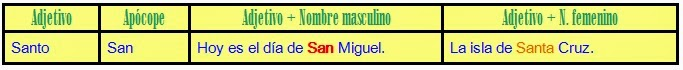 Adjetivo Apócope Adjetivo + Nombre masculino Adjetivo + N. femenino
Santo San Hoy es el día de San Miguel. La isla de Santa Cruz.